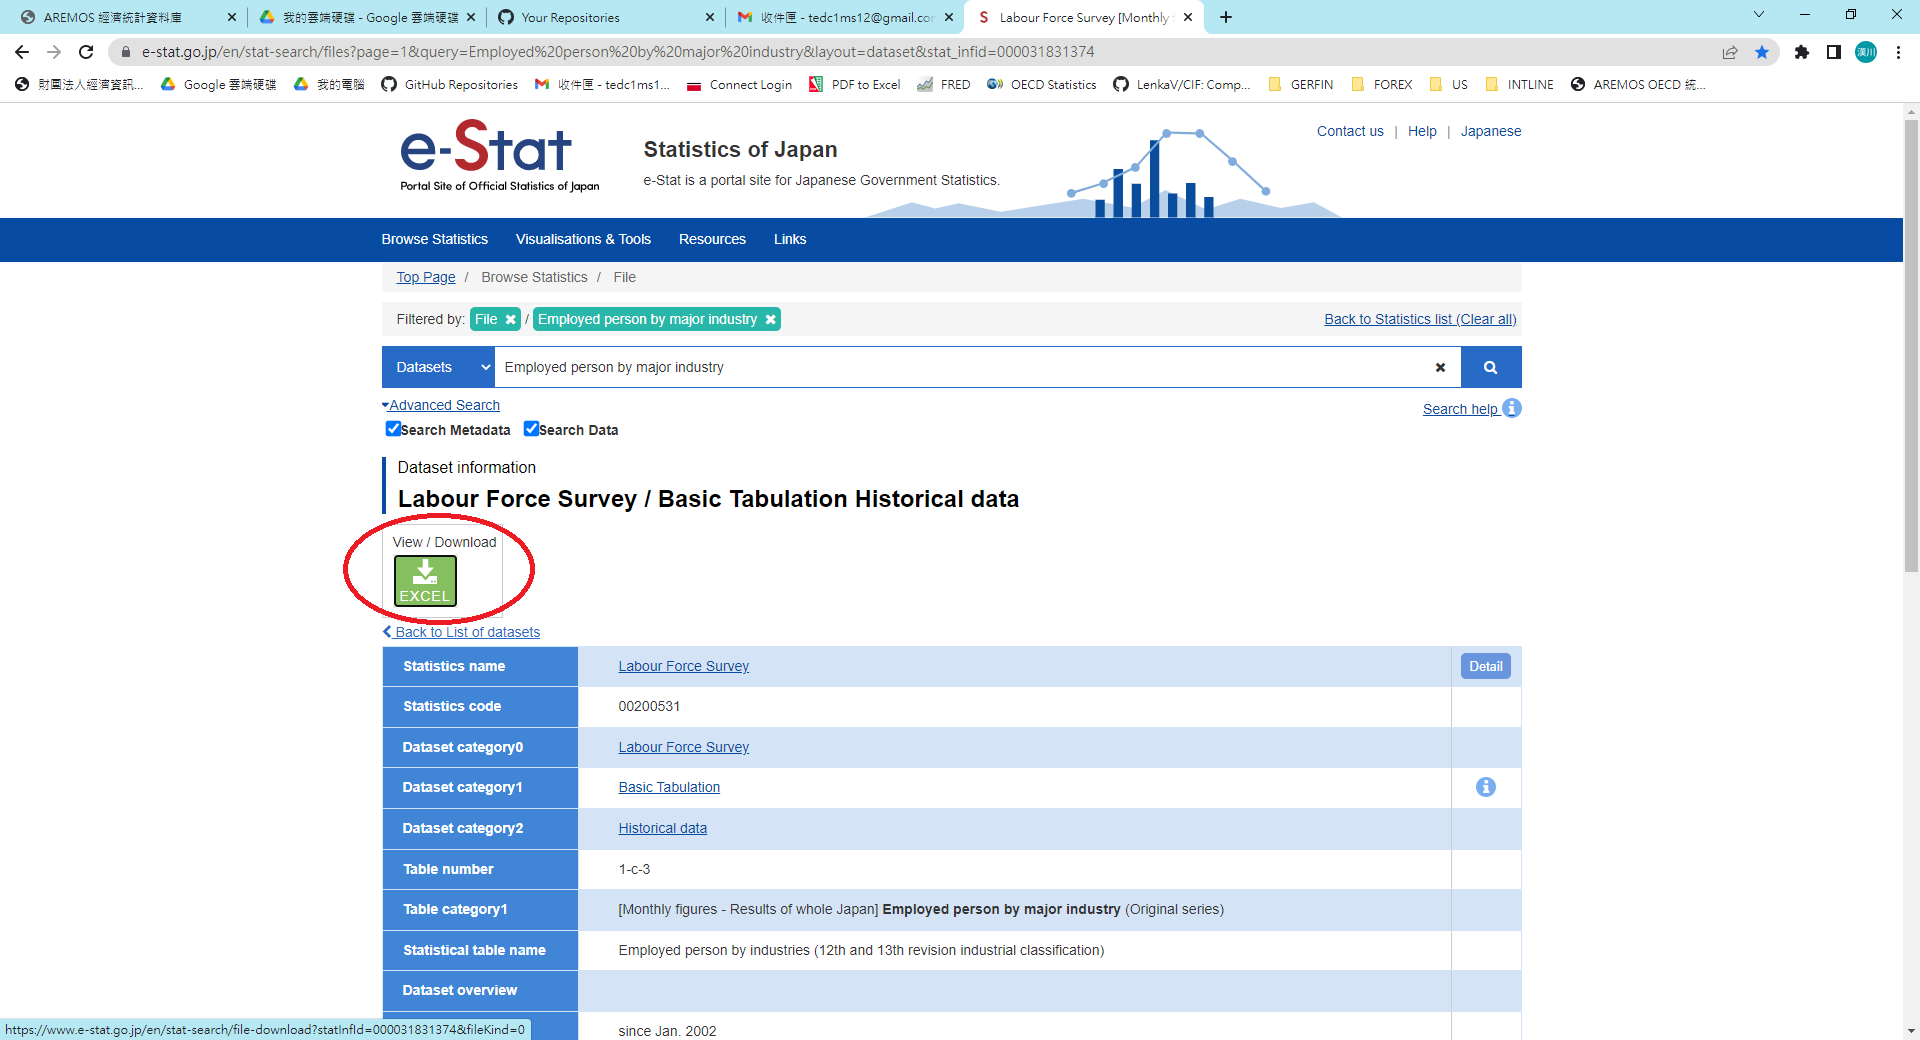 AREMOS 經濟統計資料庫
我的雲端硬碟 - Google 雲端硬碟
Your Repositories
收件匣 - tedc1ms12@gmail.co
Labour Force Survey [Monthly
e-stat.go.jp/en/stat-search/files?page=1&query=Employed%20person%20by%20major%20industry&layout=dataset&stat_infid=000031831374
漢川
財團法人經濟資訊...
Google 雲端硬碟
我的電腦
GitHub Repositories
收件匣 - tedc1ms1...
Connect Login
PDF to Excel
FRED
OECD Statistics
LenkaV/CIF: Comp...
GERFIN
FOREX
US
INTLINE
AREMOS OECD 統...
e-Stat
Portal Site of Official Statistics of Japan
Statistics of Japan
e-Stat is a portal site for Japanese Government Statistics.
Contact us | Help | Japanese
Browse Statistics
Visualisations & Tools
Resources
Links
Top Page / Browse Statistics / File
Filtered by: File / Employed person by major industry
Back to Statistics list (Clear all)
Datasets
Employed person by major industry
Advanced Search
Search help
Search Metadata
Search Data
Dataset information
Labour Force Survey / Basic Tabulation Historical data
View / Download
EXCEL
Back to List of datasets
Statistics name
Labour Force Survey
Detail
Statistics code
00200531
Dataset category0
Labour Force Survey
Dataset category1
Basic Tabulation
Dataset category2
Historical data
Table number
1-c-3
Table category1
[Monthly figures - Results of whole Japan] Employed person by major industry (Original series)
Statistical table name
Employed person by industries (12th and 13th revision industrial classification)
Dataset overview
since Jan. 2002
https://www.e-stat.go.jp/en/stat-search/file-download?statInfId=000031831374&fileKind=0